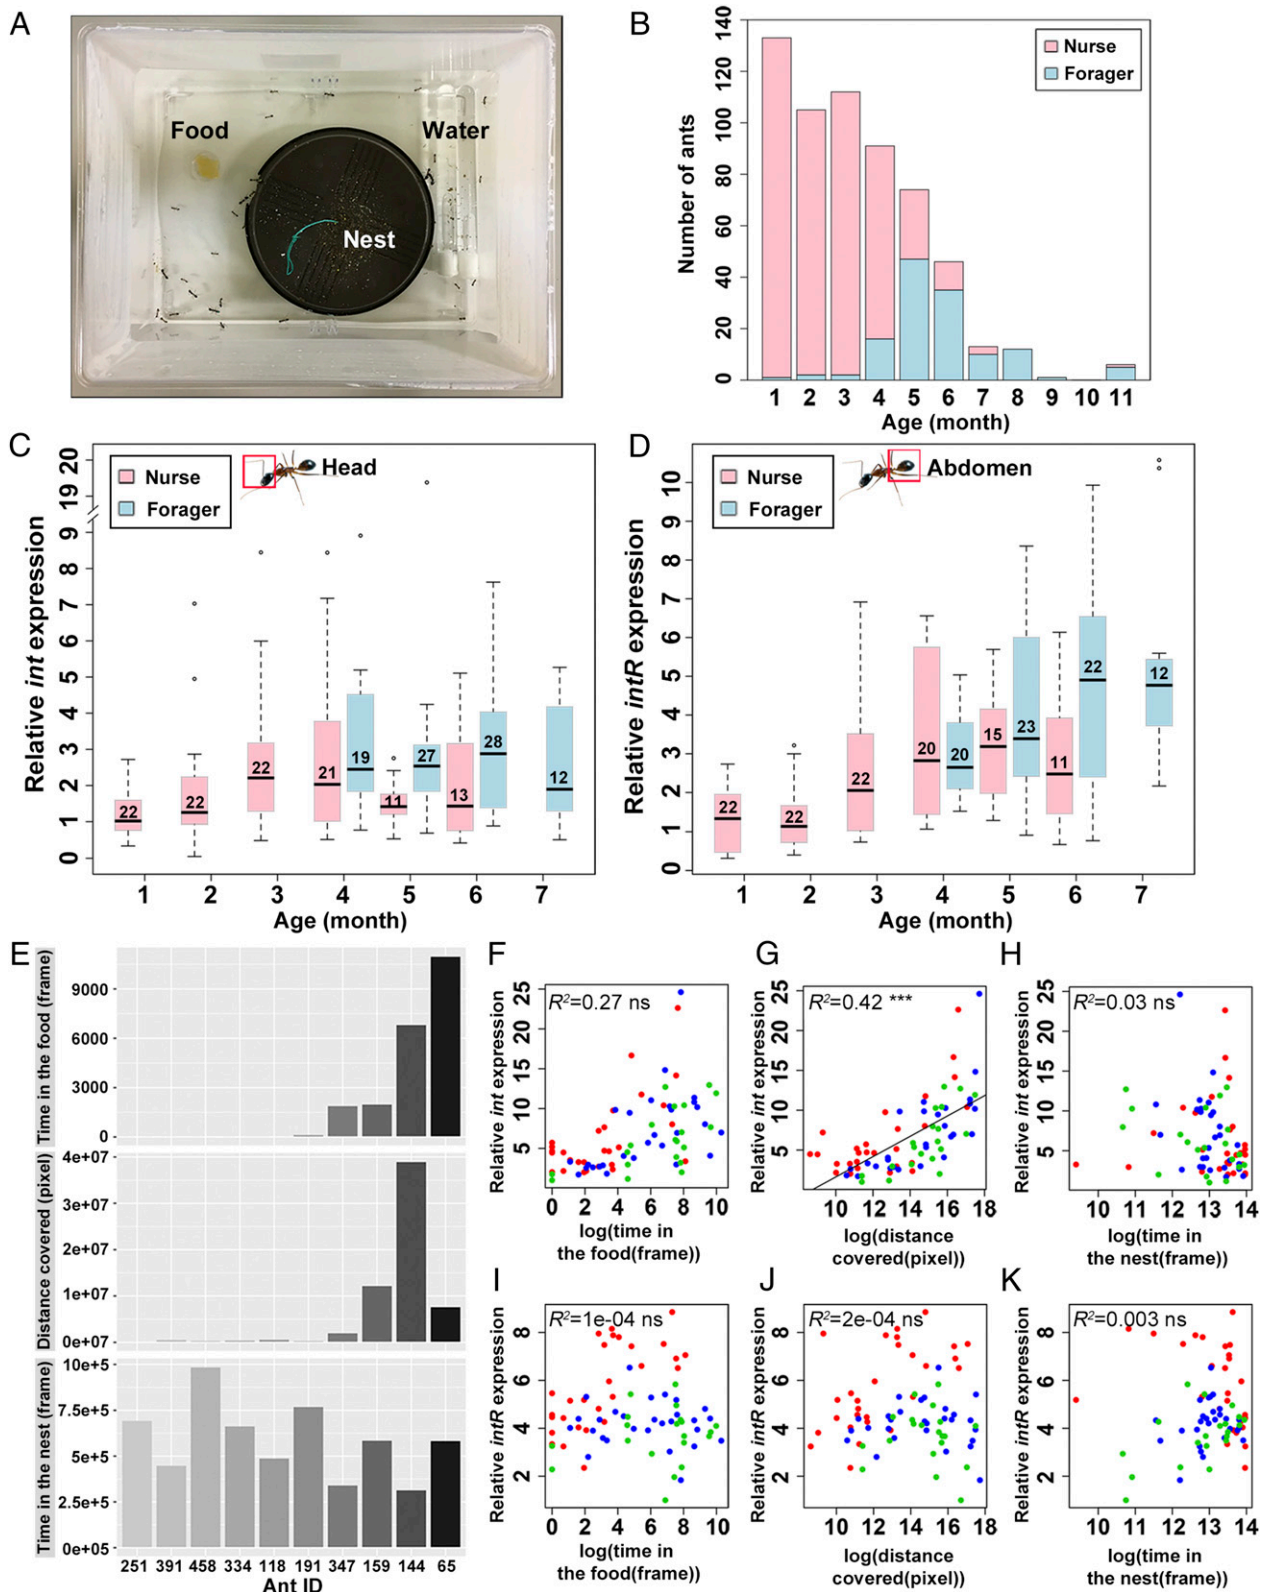 A
Food
Water
Nest
B
140
120
100
80
60
40
20
0
Number of ants
Nurse
Forager
1 2 3 4 5 6 7 8 9 10 11
Age (month)
C
Nurse
Forager
Head
20
19
9
8
7
6
5
4
3
2
1
0
Relative int expression
22 22 22 21 19 11 27 13 28 12
1 2 3 4 5 6 7
Age (month)
D
Nurse
Forager
Abdomen
10
9
8
7
6
5
4
3
2
1
0
Relative intR expression
22 22 22 20 20 15 23 11 22 12
1 2 3 4 5 6 7
Age (month)
E
Time in the food (frame)
9000
6000
3000
0
Distance covered (pixel)
4e+07
3e+07
2e+07
1e+07
0e+07
Time in the nest (frame)
10e+5
7.5e+5
5e+5
2.5e+5
0e+05
251 391 458 334 118 191 347 159 144 65
Ant ID
F
R²=0.27 ns
Relative int expression
25
20
15
10
5
0 2 4 6 8 10
log(time in
the food(frame))
G
R²=0.42 ***
Relative int expression
25
20
15
10
5
10 12 14 16 18
log(distance
covered(pixel))
H
R²=0.03 ns
Relative int expression
25
20
15
10
5
10 11 12 13 14
log(time in
the nest(frame))
I
R²=1e-04 ns
Relative intR expression
8
6
4
2
0 2 4 6 8 10
log(time in
the food(frame))
J
R²=2e-04 ns
Relative intR expression
8
6
4
2
10 12 14 16 18
log(distance
covered(pixel))
K
R²=0.003 ns
Relative intR expression
8
6
4
2
10 11 12 13 14
log(time in
the nest(frame))